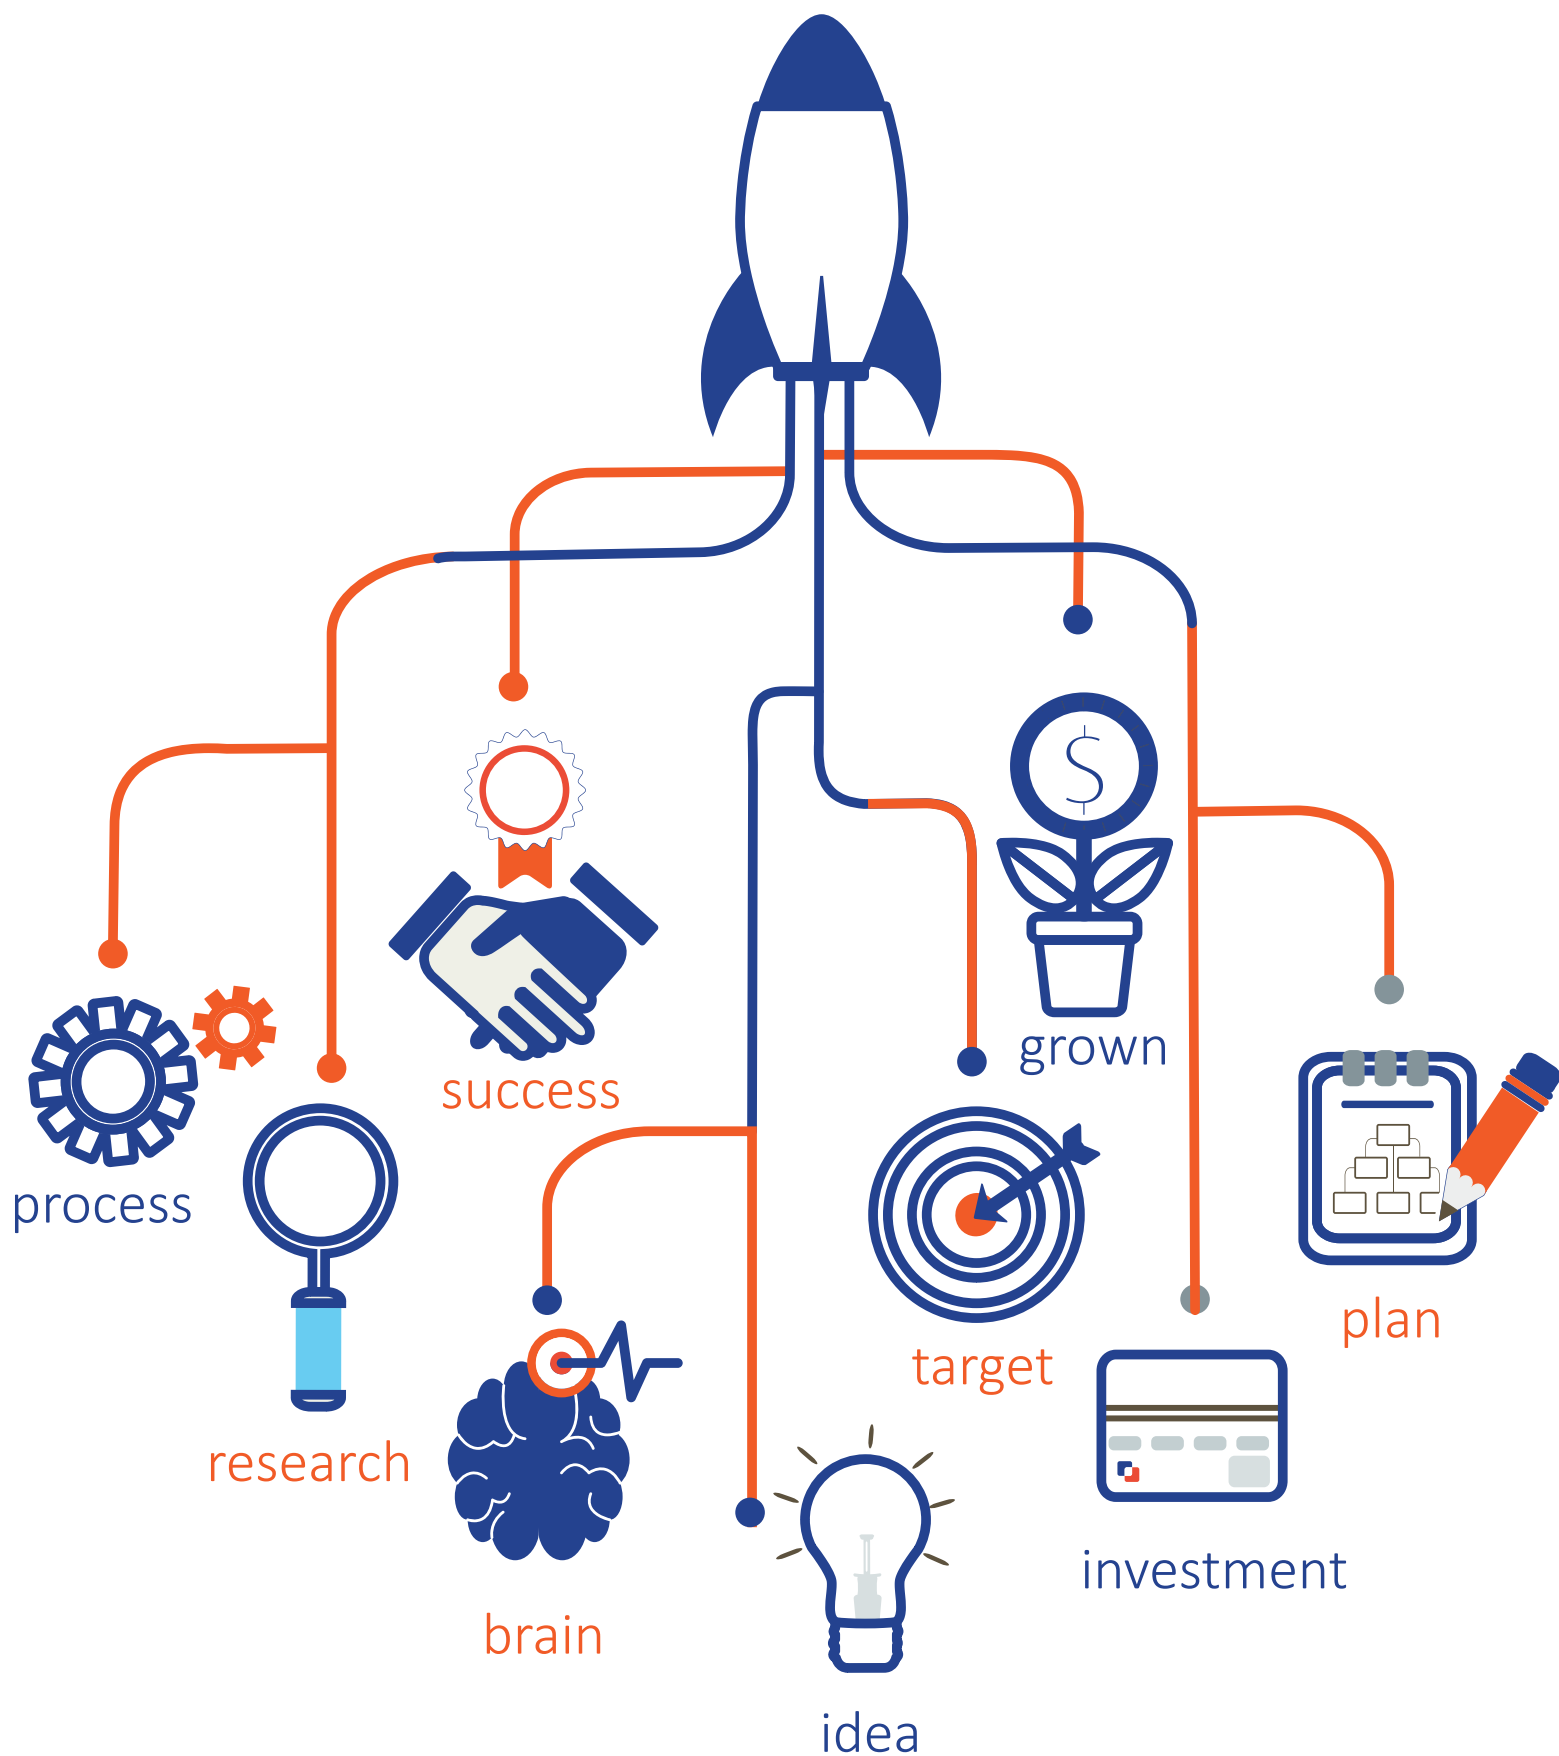 $
grown
success
process
plan
target
research
investment
brain
idea